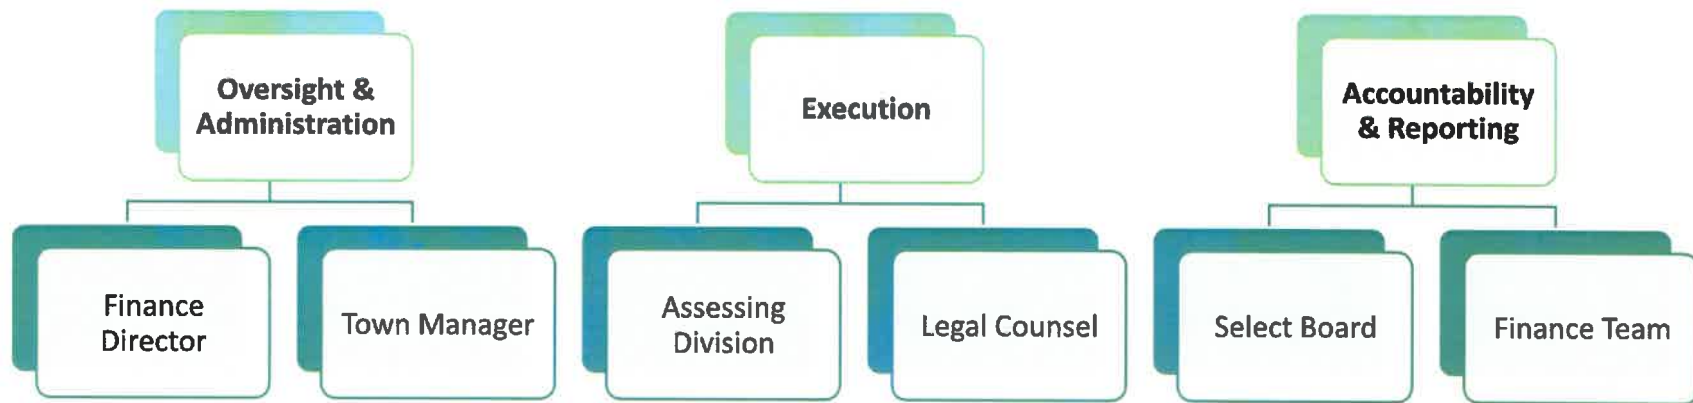 Oversight &
Administration
Execution
Accountability
& Reporting
Finance
Director
Town Manager
Assessing
Division
Legal Counsel
Select Board
Finance Team